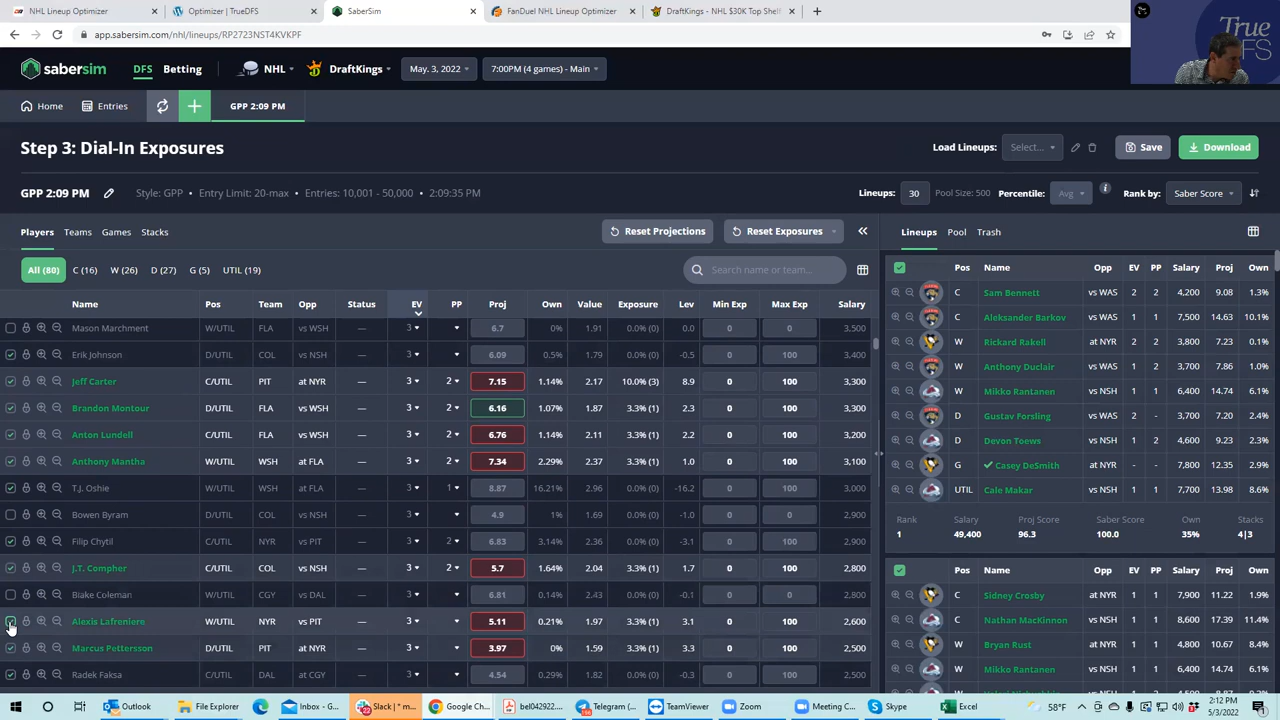 NHL Lineup Optimizer
Optimizer | TrueDFS
SaberSim
FanDuel NHL Lineup Optimizer
DraftKings - NHL $30K Top Shelf
app.sabersim.com/nhl/lineups/RP2723NST4KVKPF
True
DFS
sabersim
DFS
Betting
NHL
DraftKings
May. 3, 2022
7:00PM (4 games) - Main
Home
Entries
GPP 2:09 PM
Step 3: Dial-In Exposures
Load Lineups:
Select...
Save
Download
GPP 2:09 PM
Style: GPP • Entry Limit: 20-max • Entries: 10,001 - 50,000 • 2:09:35 PM
Lineups: 30 Pool Size: 500 Percentile: Avg Rank by: Saber Score
Players Teams Games Stacks
Reset Projections
Reset Exposures
Lineups Pool Trash
All (80) C (16) W (26) D (27) G (5) UTIL (19)
Search name or team...
Name Pos Team Opp Status EV PP Proj Own Value Exposure Lev Min Exp Max Exp Salary
Mason Marchment W/UTIL FLA vs WSH — 3 6.7 0% 1.91 0.0% (0) 0.0 0 0 3,500
Erik Johnson D/UTIL COL vs NSH — 3 6.09 0.5% 1.79 0.0% (0) -0.5 0 100 3,400
Jeff Carter C/UTIL PIT at NYR — 3 2 7.15 1.14% 2.17 10.0% (3) 8.9 0 100 3,300
Brandon Montour D/UTIL FLA vs WSH — 3 2 6.16 1.07% 1.87 3.3% (1) 2.3 0 100 3,300
Anton Lundell C/UTIL FLA vs WSH — 3 2 6.76 1.14% 2.11 3.3% (1) 2.2 0 100 3,200
Anthony Mantha W/UTIL WSH at FLA — 3 2 7.34 2.29% 2.37 3.3% (1) 1.0 0 100 3,100
T.J. Oshie W/UTIL WSH at FLA — 3 1 8.87 16.21% 2.96 0.0% (0) -16.2 0 100 3,000
Bowen Byram D/UTIL COL vs NSH — 3 4.9 1% 1.69 0.0% (0) -1.0 0 0 2,900
Filip Chytil C/UTIL NYR vs PIT — 3 2 6.83 3.14% 2.36 0.0% (0) -3.1 0 100 2,900
J.T. Compher C/UTIL COL vs NSH — 3 2 5.7 1.64% 2.04 3.3% (1) 1.7 0 100 2,800
Blake Coleman W/UTIL CGY vs DAL — 3 6.81 0.14% 2.43 0.0% (0) -0.1 0 0 2,800
Alexis Lafreniere W/UTIL NYR vs PIT — 3 5.11 0.21% 1.97 3.3% (1) 3.1 0 100 2,600
Marcus Pettersson D/UTIL PIT at NYR — 3 3.97 0% 1.59 3.3% (1) 3.3 0 100 2,500
Radek Faksa C/UTIL DAL at CGY — 3 4.54 0.29% 1.82 0.0% (0) -0.3 0 100 2,500
Pos Name Opp EV PP Salary Proj Own
C Sam Bennett vs WAS 2 2 4,200 9.08 1.3%
C Aleksander Barkov vs WAS 1 1 7,500 14.63 10.1%
W Rickard Rakell at NYR 2 2 3,800 7.23 0.1%
W Anthony Duclair vs WAS 2 2 3,700 7.86 1.0%
W Mikko Rantanen vs NSH 1 1 6,400 14.74 6.1%
D Gustav Forsling vs WAS 2 - 3,700 7.20 2.4%
D Devon Toews vs NSH 1 2 4,600 9.23 2.3%
G Casey DeSmith at NYR - - 7,800 12.35 2.9%
UTIL Cale Makar vs NSH 1 1 7,700 13.98 8.6%
Rank Salary Proj Score Saber Score Own Stacks
1 49,400 96.3 100.0 35% 4|3
Pos Name Opp EV PP Salary Proj Own
C Sidney Crosby at NYR 1 1 7,900 11.22 1.9%
C Nathan MacKinnon vs NSH 1 1 8,600 17.39 11.4%
W Bryan Rust at NYR 1 1 4,800 10.67 8.4%
W Mikko Rantanen vs NSH 1 1 6,400 14.74 6.1%
Outlook
File Explorer
Inbox - G...
Slack | * m...
Google Ch...
bel042922....
Telegram (...
TeamViewer
Zoom
Meeting C...
Skype
Excel
58°F
2:12 PM
5/3/2022